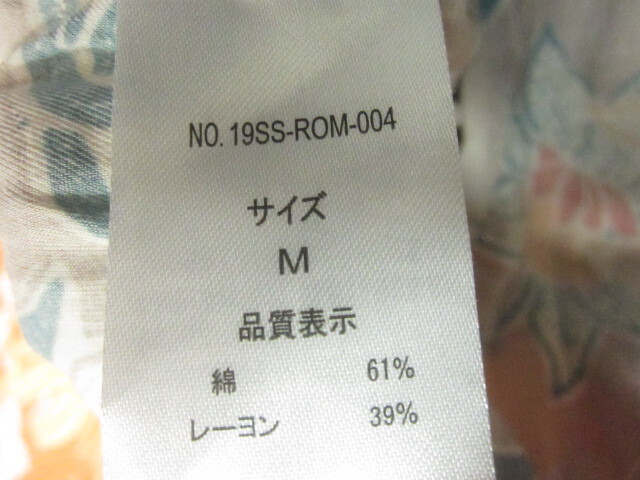 NO. 19SS-ROM-004
サイズ
M
品質表示
綿 61%
レーヨン 39%